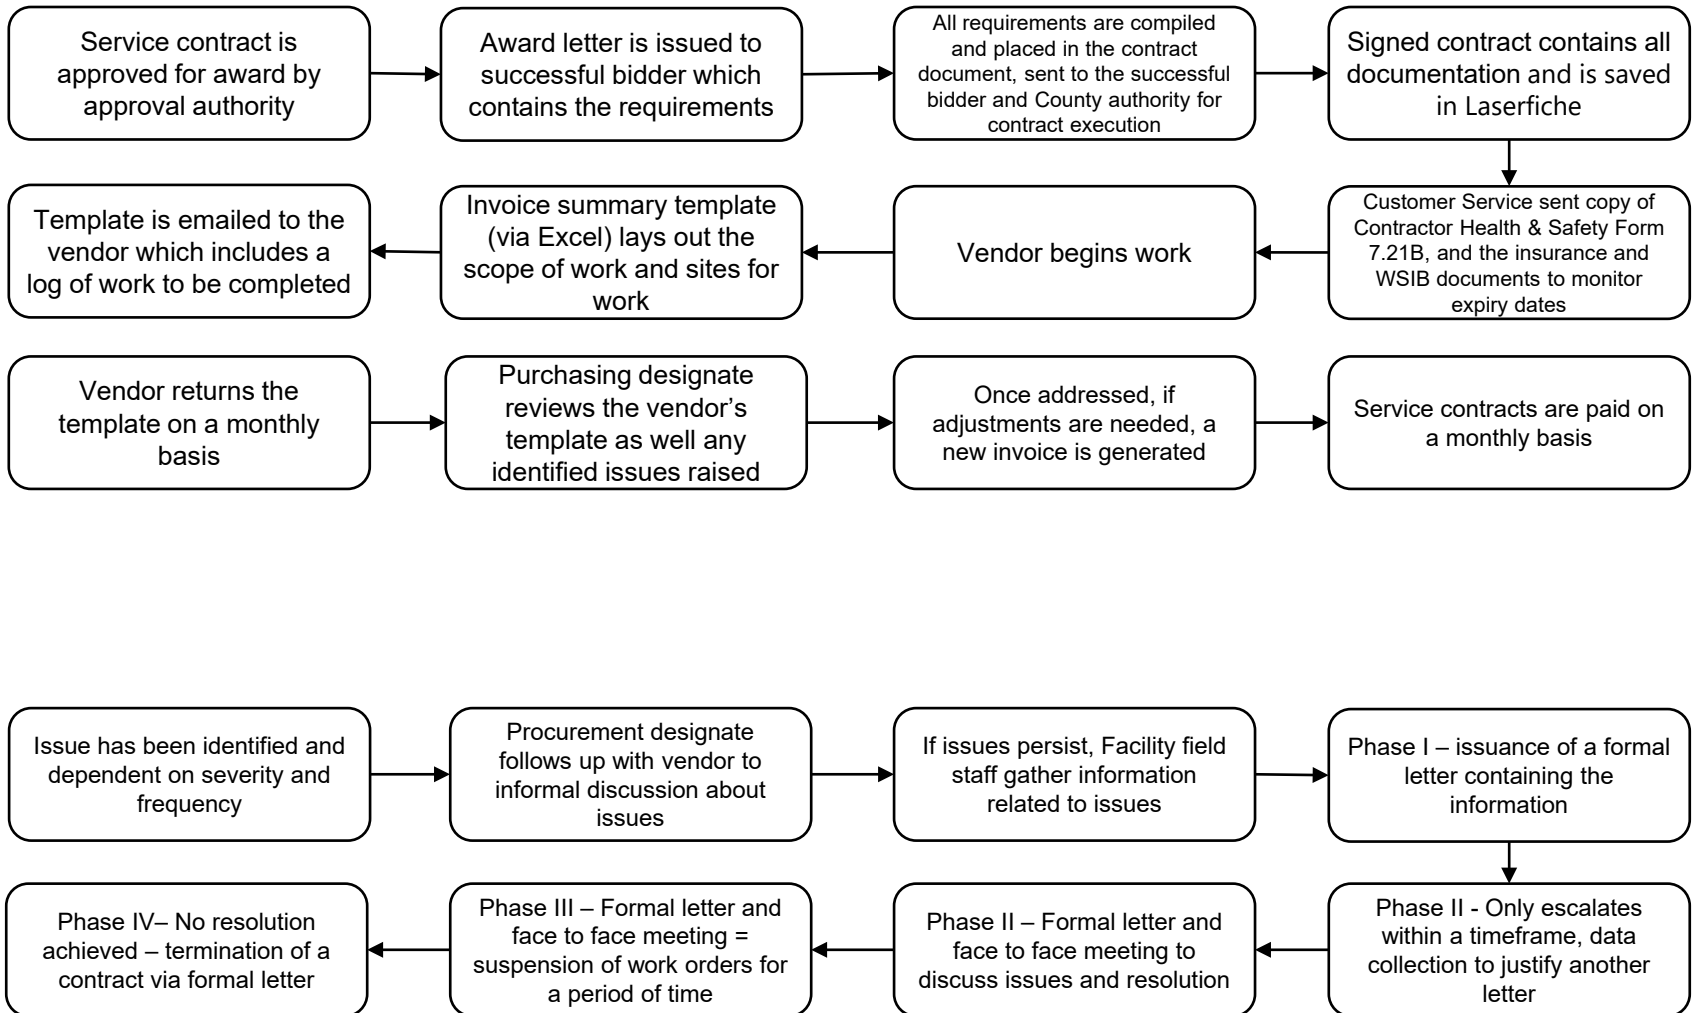 Service contract is
approved for award by
approval authority
Award letter is issued to
successful bidder which
contains the requirements
All requirements are compiled
and placed in the contract
document, sent to the successful
bidder and County authority for
contract execution
Signed contract contains all
documentation and is saved
in Laserfiche
Customer Service sent copy of
Contractor Health & Safety Form
7.21B, and the insurance and
WSIB documents to monitor
expiry dates
Vendor begins work
Invoice summary template
(via Excel) lays out the
scope of work and sites for
work
Template is emailed to the
vendor which includes a
log of work to be completed
Vendor returns the
template on a monthly
basis
Purchasing designate
reviews the vendor’s
template as well any
identified issues raised
Once addressed, if
adjustments are needed, a
new invoice is generated
Service contracts are paid on
a monthly basis
Issue has been identified and
dependent on severity and
frequency
Procurement designate
follows up with vendor to
informal discussion about
issues
If issues persist, Facility field
staff gather information
related to issues
Phase I – issuance of a formal
letter containing the
information
Phase II - Only escalates
within a timeframe, data
collection to justify another
letter
Phase II – Formal letter and
face to face meeting to
discuss issues and resolution
Phase III – Formal letter and
face to face meeting =
suspension of work orders for
a period of time
Phase IV– No resolution
achieved – termination of a
contract via formal letter